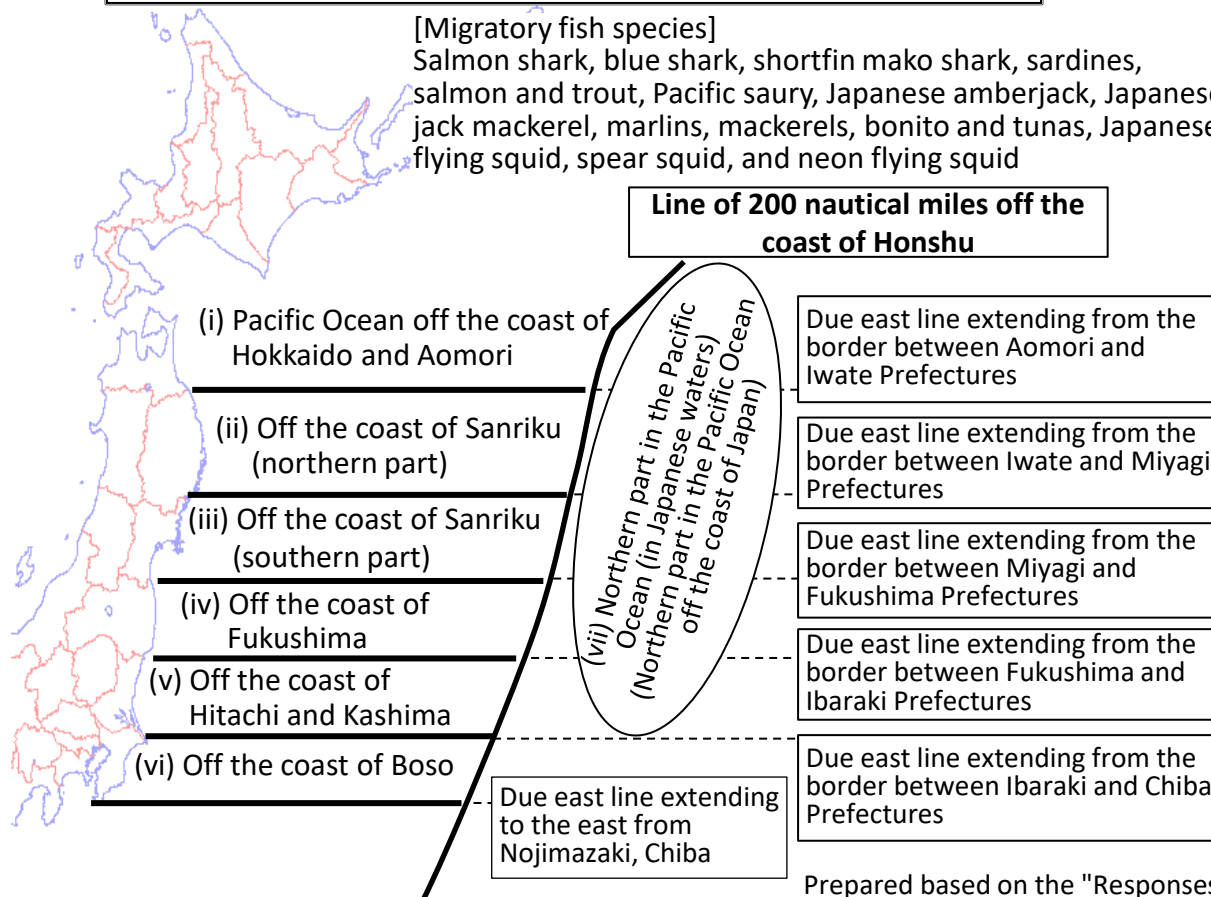 [Migratory fish species]
Salmon shark, blue shark, shortfin mako shark, sardines,
salmon and trout, Pacific saury, Japanese amberjack, Japanese
jack mackerel, marlins, mackerels, bonito and tunas, Japanese
flying squid, spear squid, and neon flying squid
Line of 200 nautical miles off the
coast of Honshu
(i) Pacific Ocean off the coast of
Hokkaido and Aomori
(ii) Off the coast of Sanriku
(northern part)
(iii) Off the coast of Sanriku
(southern part)
(iv) Off the coast of
Fukushima
(v) Off the coast of
Hitachi and Kashima
(vi) Off the coast of Boso
(vii) Northern part in the Pacific
Ocean (in Japanese waters)
(Northern part in the Pacific Ocean
off the coast of Japan)
Due east line extending from the
border between Aomori and
Iwate Prefectures
Due east line extending from the
border between Iwate and Miyagi
Prefectures
Due east line extending from the
border between Miyagi and
Fukushima Prefectures
Due east line extending from the
border between Fukushima and
Ibaraki Prefectures
Due east line extending from the
border between Ibaraki and Chiba
Prefectures
Due east line extending
to the east from
Nojimazaki, Chiba
Prepared based on the "Responses